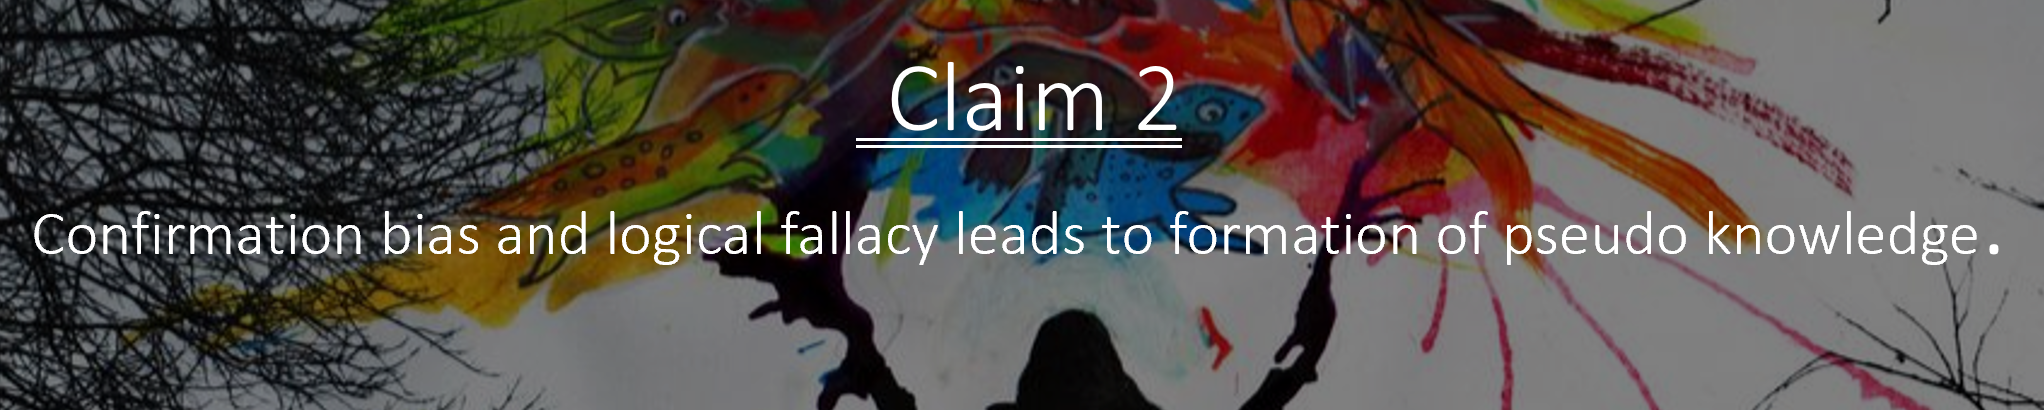 Claim 2
Confirmation bias and logical fallacy leads to formation of pseudo knowledge.